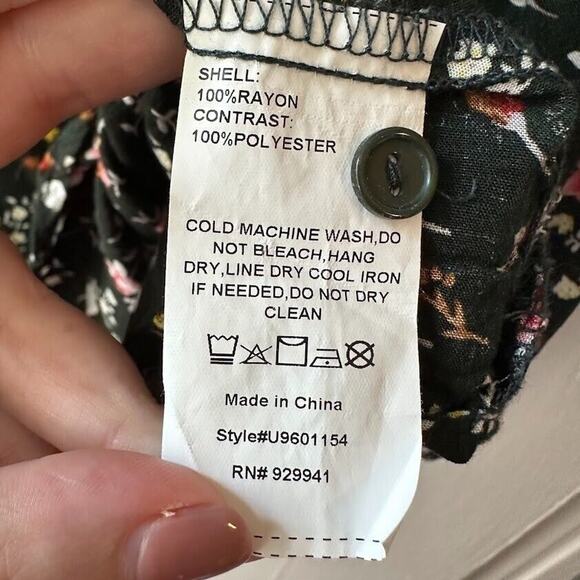 SHELL:
100%RAYON
CONTRAST:
100%POLYESTER
COLD MACHINE WASH,DO
NOT BLEACH,HANG
DRY,LINE DRY COOL IRON
IF NEEDED,DO NOT DRY
CLEAN
Made in China
Style#U9601154
RN# 929941